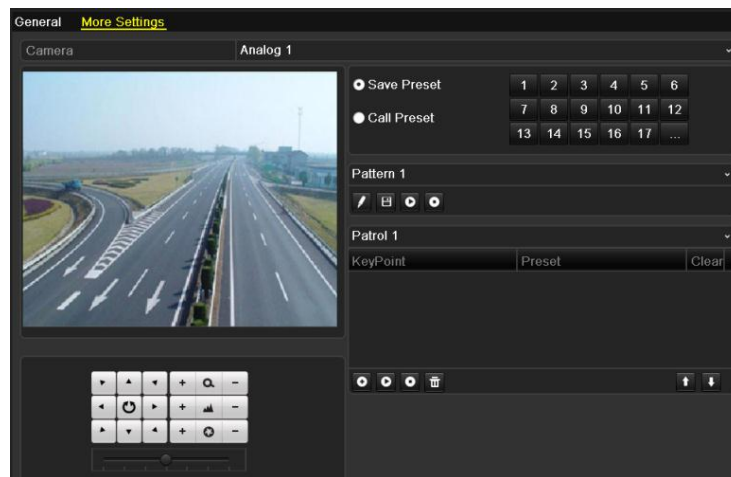 General More Settings
Camera Analog 1
Save Preset 1 2 3 4 5 6
Call Preset 7 8 9 10 11 12
13 14 15 16 17 ...
Pattern 1
Patrol 1
KeyPoint Preset Clear
+ -
+ -
+ -